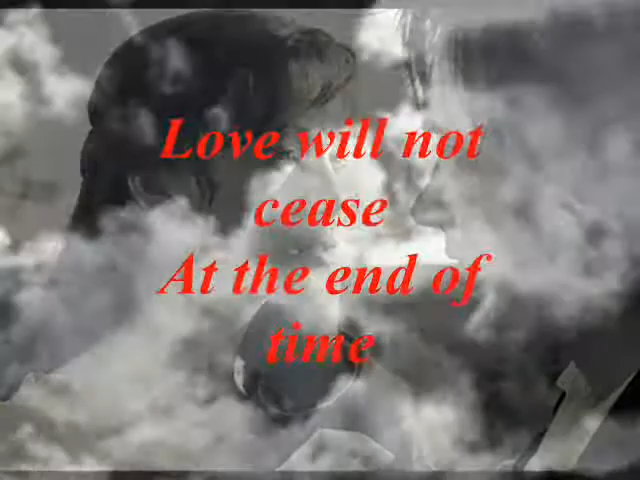 Love will not
cease
At the end of
time